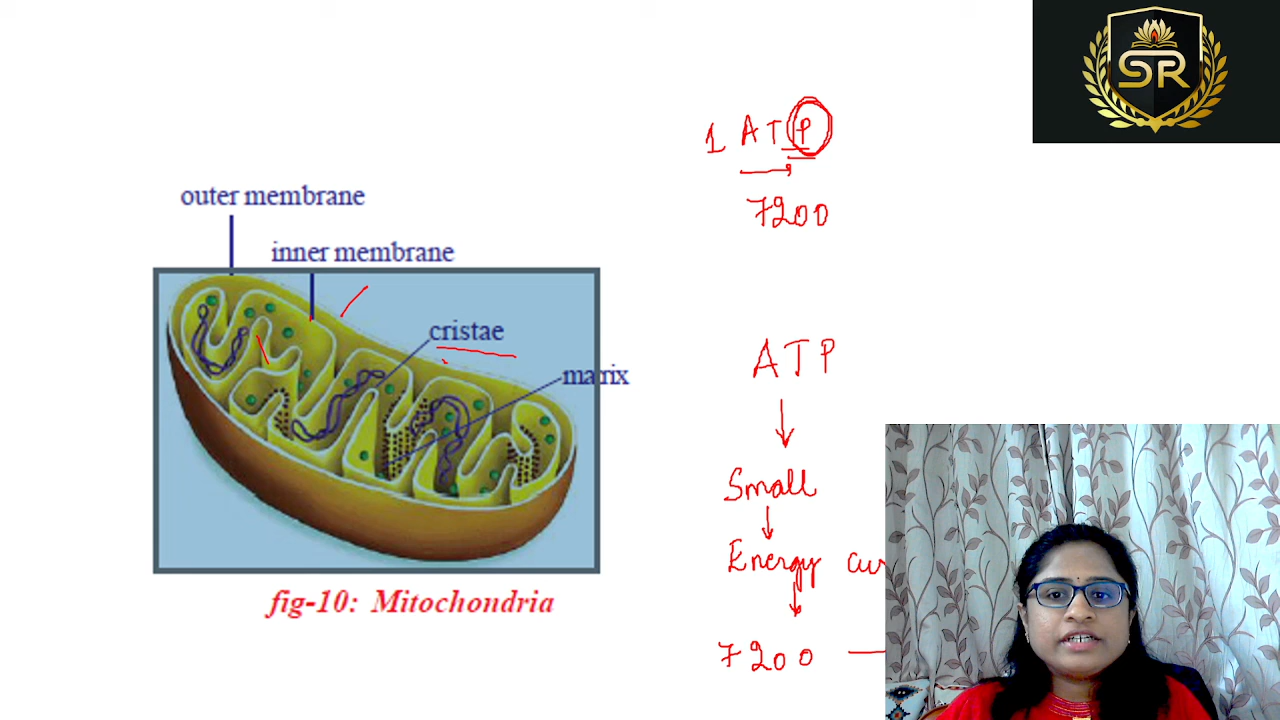 SR
1 ATP
7200
outer membrane
inner membrane
cristae
matrix
ATP
Small
Energy
7200
fig-10: Mitochondria